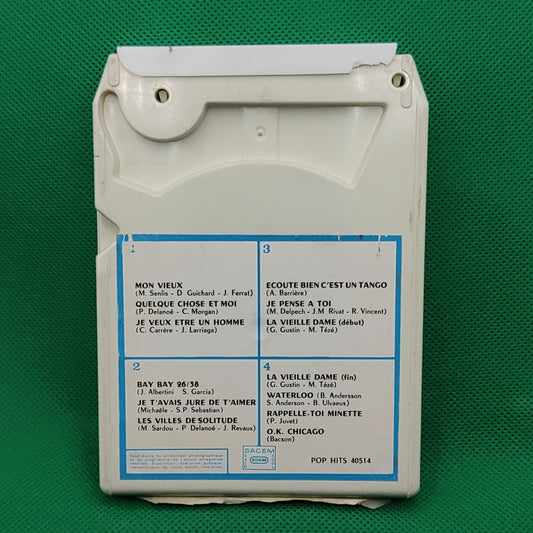 1
MON VIEUX
(M. Senlis - D. Guichard - J. Ferrat)
QUELQUE CHOSE ET MOI
(P. Delanoé - C. Morgan)
JE VEUX ETRE UN HOMME
(C. Carrère - J. Larriaga)
2
BAY BAY 26/38
(J. Albertini S. Garcia)
JE T'AVAIS JURE DE T'AIMER
(Michaële - S.P. Sebastian)
LES VILLES DE SOLITUDE
(M. Sardou - P. Delanoé - J. Revaux)
3
ECOUTE BIEN C'EST UN TANGO
(A. Barrière)
JE PENSE A TOI
(M. Delpech - J.M Rivat - R. Vincent)
LA VIEILLE DAME (début)
(G. Gustin - M. Tézé)
4
LA VIEILLE DAME (fin)
(G. Gustin - M. Tézé)
WATERLOO (B. Andersson
S. Anderson - B. Ulvaeus)
RAPPELLE-TOI MINETTE
(P. Juvet)
O.K. CHICAGO
(Bacson)
SACEM
POP HITS 40514